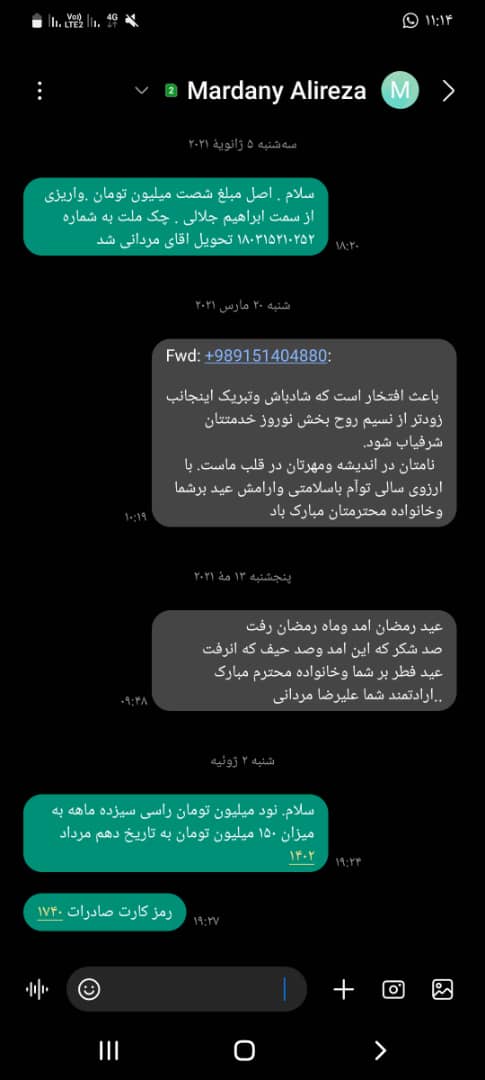 ۱۱:۱۴
4G
Vo))
LTE2
2
Mardany Alireza
M
سه‌شنبه ۵ ژانویهٔ ۲۰۲۱
سلام . اصل مبلغ شصت میلیون تومان .واریزی
از سمت ابراهیم جلالی . چک ملت به شماره
۱۸۰۳۱۵۲۱۰۲۵۲ تحویل اقای مردانی شد
۱۸:۲۰
شنبه ۲۰ مارس ۲۰۲۱
Fwd: +989151404880:
باعث افتخار است که شادباش وتبریک اینجانب
زودتر از نسیم روح بخش نوروز خدمتتان
شرفیاب شود.
نامتان در اندیشه ومهرتان در قلب ماست. با
ارزوی سالی توآم باسلامتی وارامش عید برشما
وخانواده محترمتان مبارک باد
۱۰:۱۹
پنجشنبه ۱۳ مهٔ ۲۰۲۱
عید رمضان امد وماه رمضان رفت
صد شکر که این امد وصد حیف که انرفت
عید فطر بر شما وخانواده محترم مبارک
..ارادتمند شما علیرضا مردانی
۰۹:۴۸
شنبه ۲ ژوئیه
سلام. نود میلیون تومان راسی سیزده ماهه به
میزان ۱۵۰ میلیون تومان به تاریخ دهم مرداد
۱۴۰۲
۱۹:۲۴
رمز کارت صادرات ۱۷۴۰
۱۹:۲۷